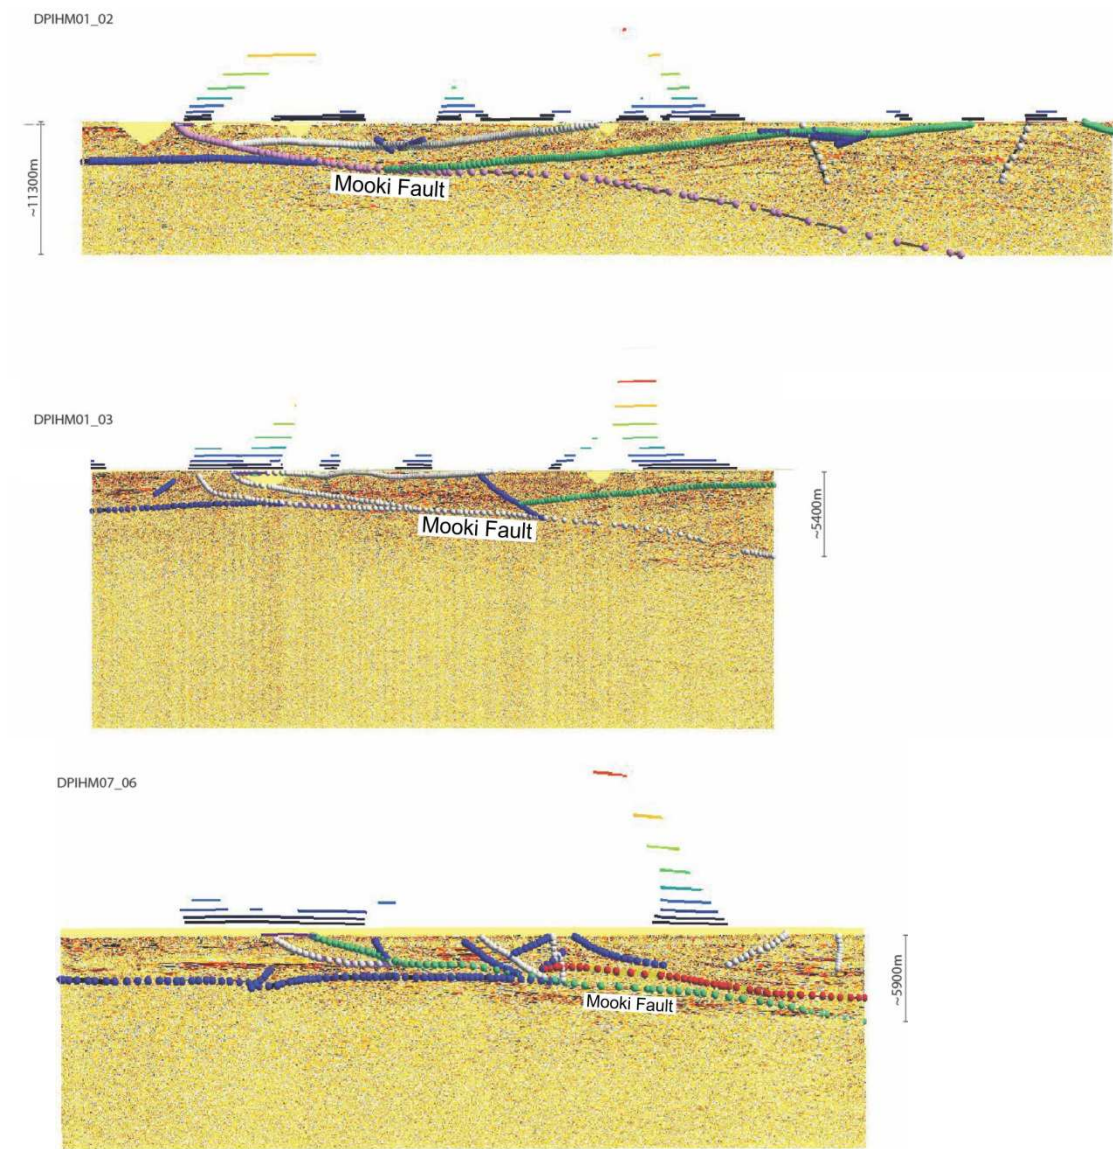 DPIHM01_02
~11300m
Mooki Fault
DPIHM01_03
~5400m
Mooki Fault
DPIHM07_06
~5900m
Mooki Fault